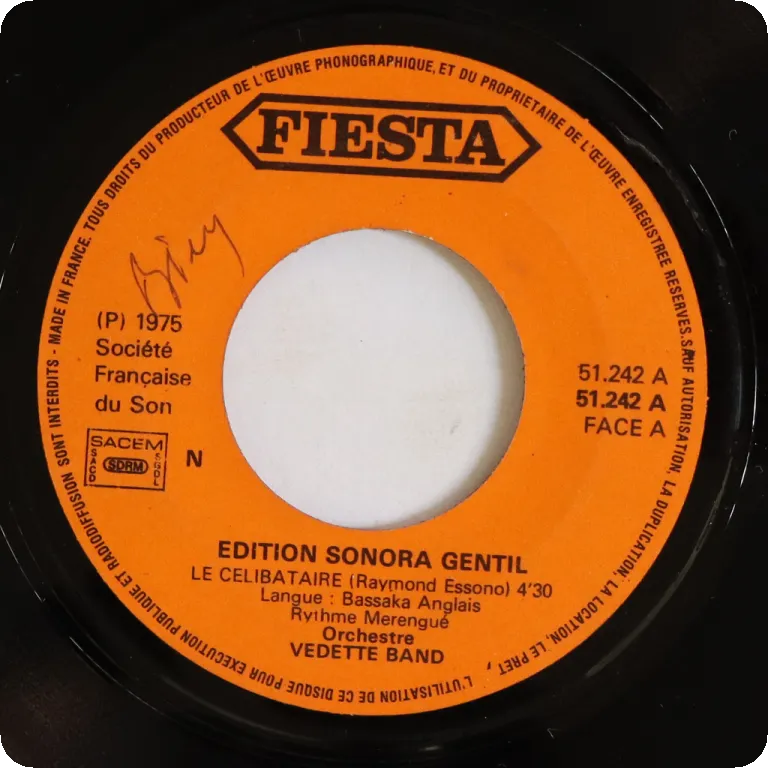 MADE IN FRANCE. TOUS DROITS DU PRODUCTEUR DE L'ŒUVRE PHONOGRAPHIQUE, ET DU PROPRIETAIRE DE L'ŒUVRE ENREGISTREE RESERVES. SAUF AUTORISATION, LA DUPLICATION, LA LOCATION, LE PRET, L'UTILISATION DE CE DISQUE POUR EXECUTION PUBLIQUE ET RADIODIFFUSION SONT INTERDITS -
FIESTA
(P) 1975
Société
Française
du Son
SACEM
SACD
SDRM
SGDL
N
51.242 A
51.242 A
FACE A
EDITION SONORA GENTIL
LE CELIBATAIRE (Raymond Essono) 4'30
Langue : Bassaka Anglais
Rythme Merengué
Orchestre
VEDETTE BAND